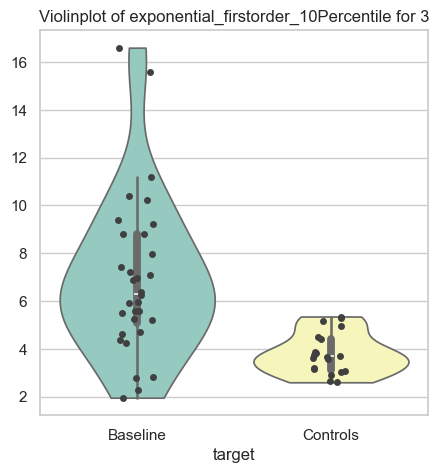 Violinplot of exponential_firstorder_10Percentile for 3
16
14
12
10
8
6
4
2
Baseline
Controls
target